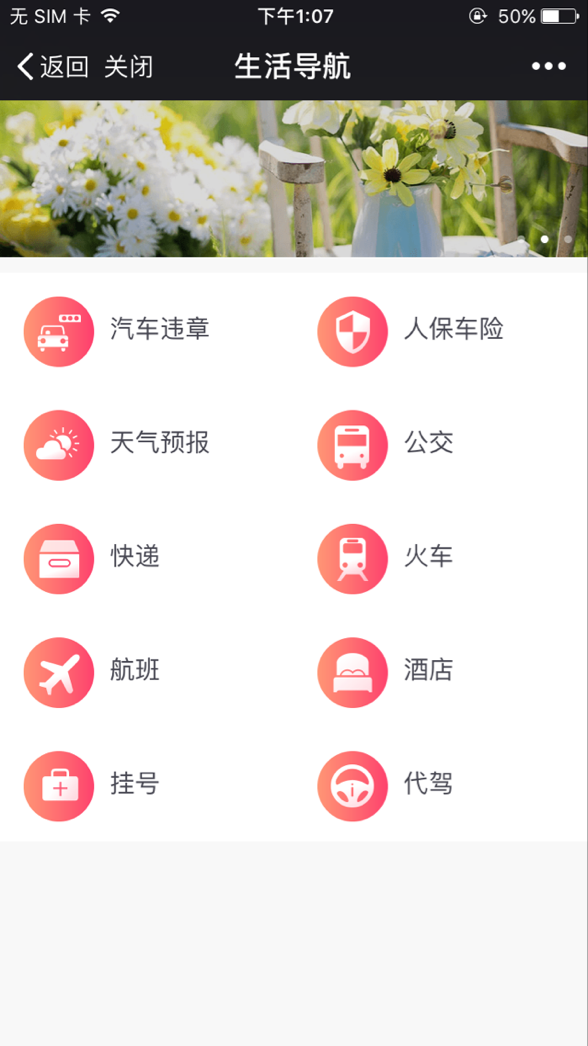 无 SIM 卡 下午1:07 50%
返回 关闭 生活导航
汽车违章 人保车险
天气预报 公交
快递 火车
航班 酒店
挂号 代驾